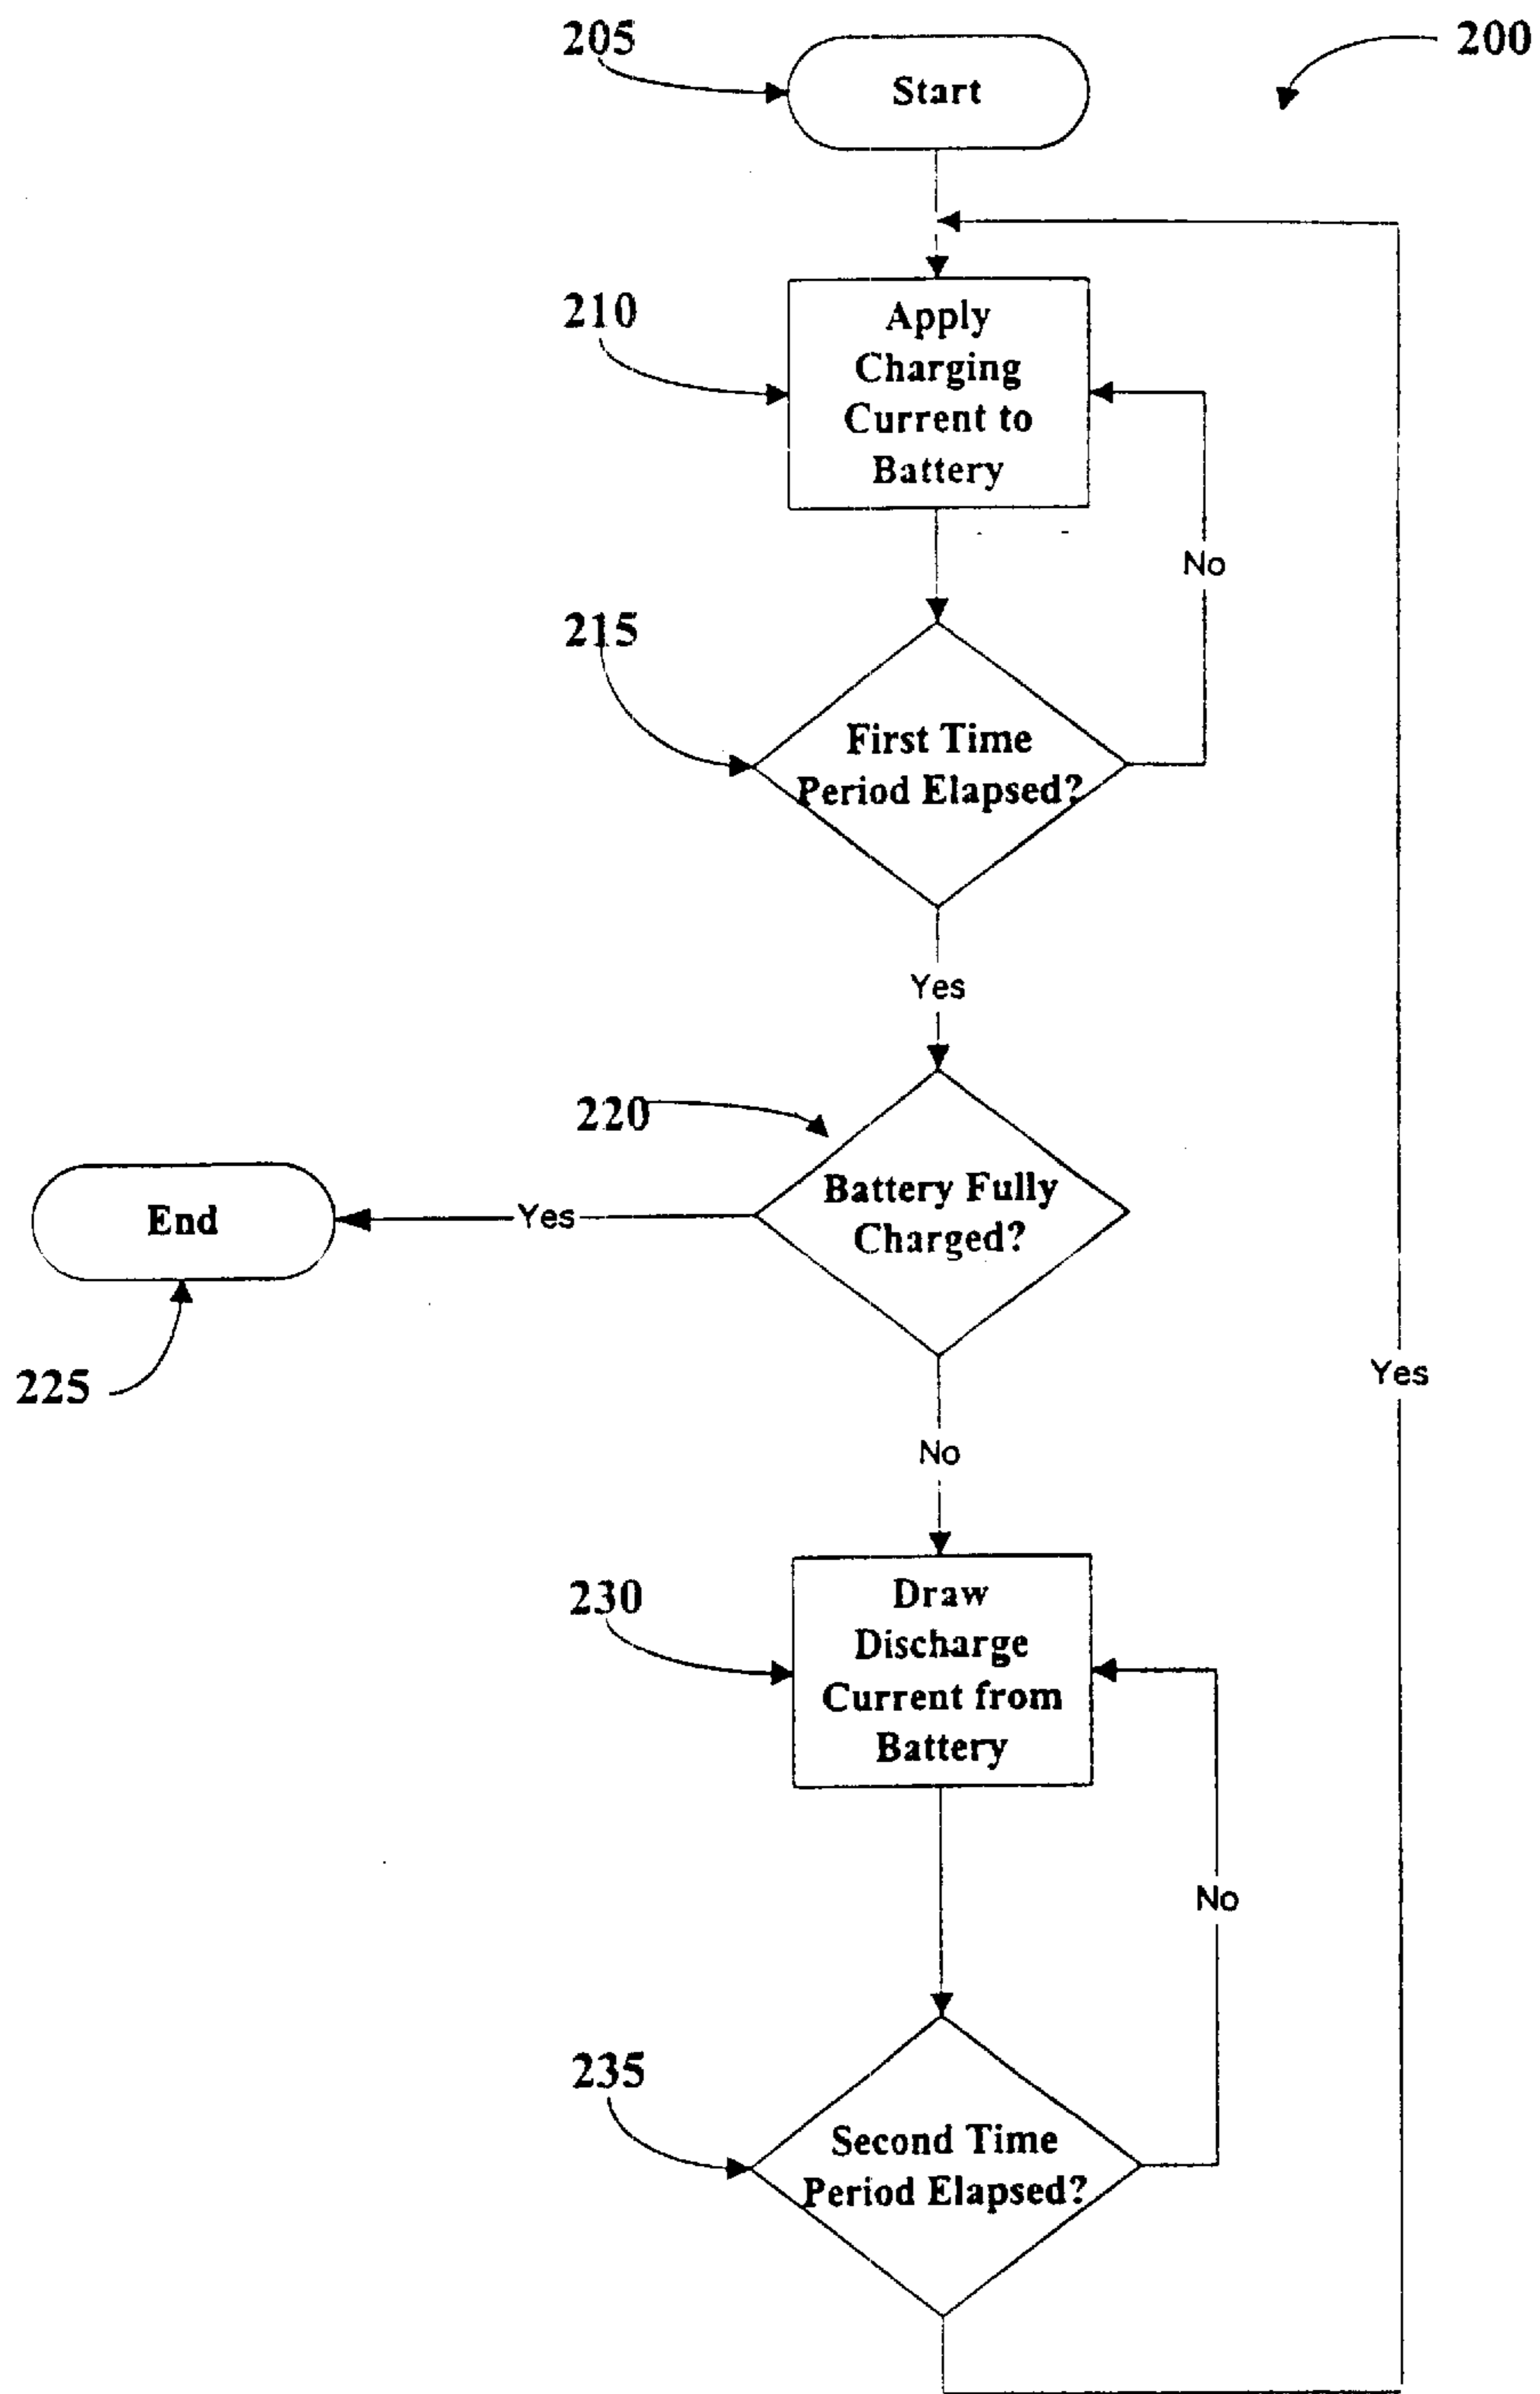 205
Start
200
210
Apply
Charging
Current to
Battery
No
215
First Time
Period Elapsed?
Yes
220
Battery Fully
Charged?
Yes
End
225
Yes
No
230
Draw
Discharge
Current from
Battery
No
235
Second Time
Period Elapsed?